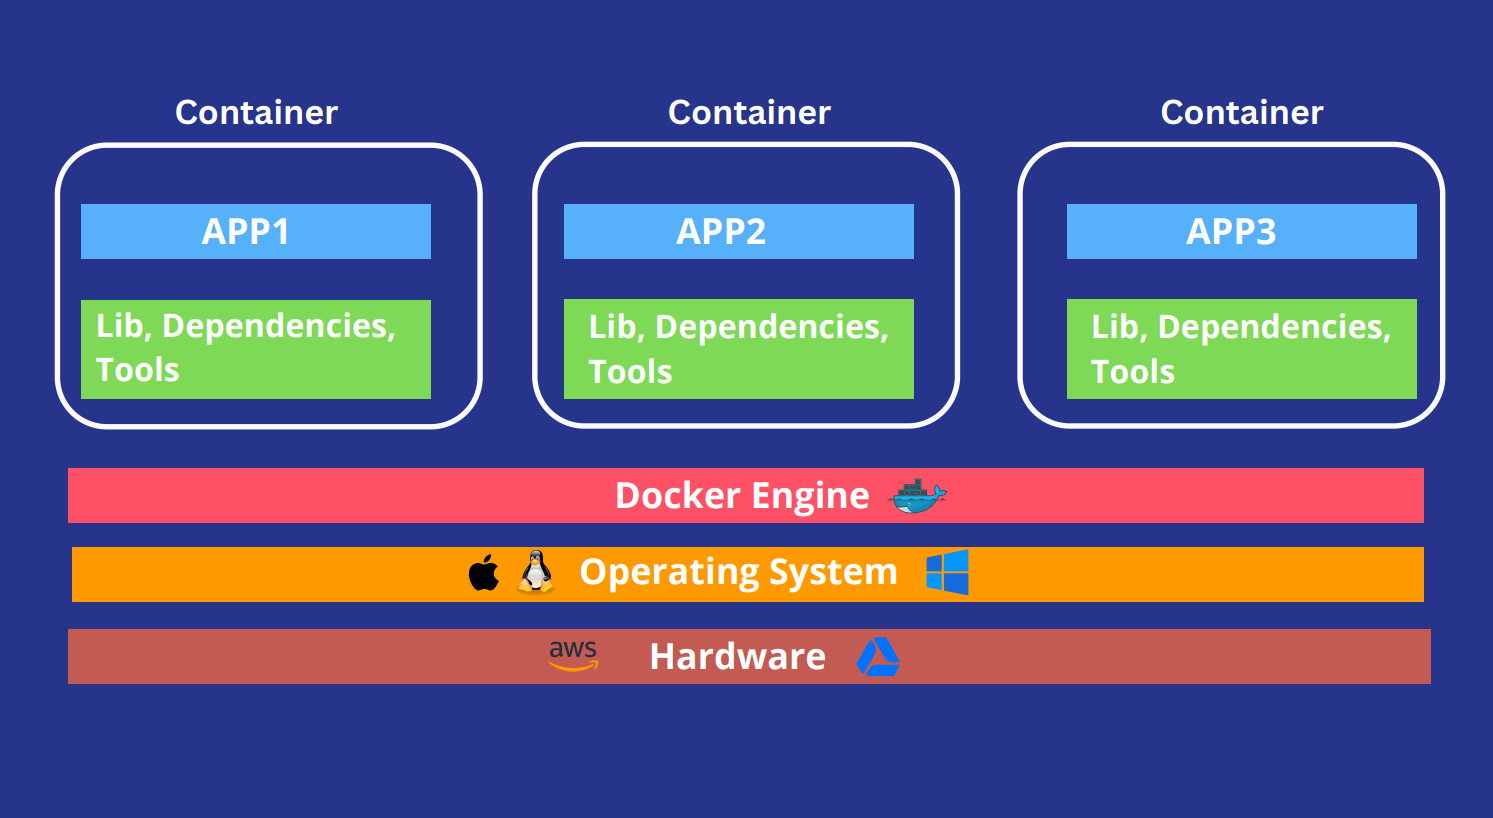 Container
Container
Container
APP1
APP2
APP3
Lib, Dependencies,
Tools
Lib, Dependencies,
Tools
Lib, Dependencies,
Tools
Docker Engine
Operating System
aws
Hardware